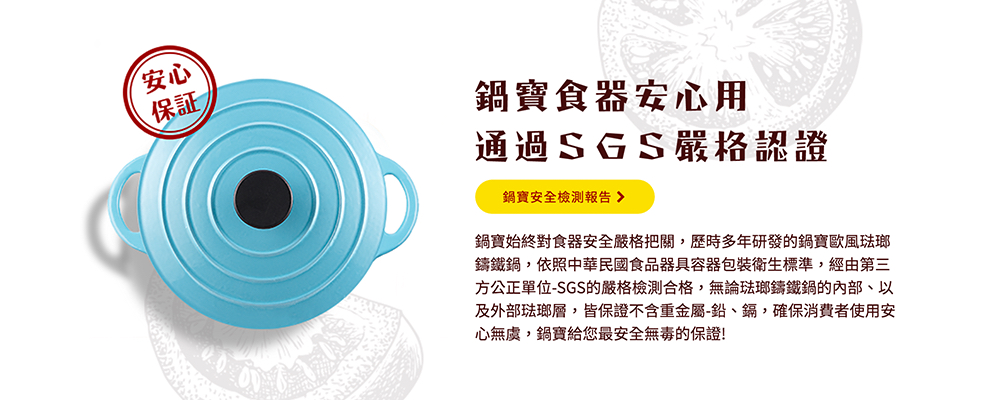 安心
保証
鍋寶食器安心用
通過SGS嚴格認證
鍋寶安全檢測報告
鍋寶始終對食器安全嚴格把關，歷時多年研發的鍋寶歐風琺瑯
鑄鐵鍋，依照中華民國食品器具容器包裝衛生標準，經由第三
方公正單位-SGS的嚴格檢測合格，無論琺瑯鑄鐵鍋的內部、以
及外部琺瑯層，皆保證不含重金屬-鉛、鎘，確保消費者使用安
心無虞，鍋寶給您最安全無毒的保證!